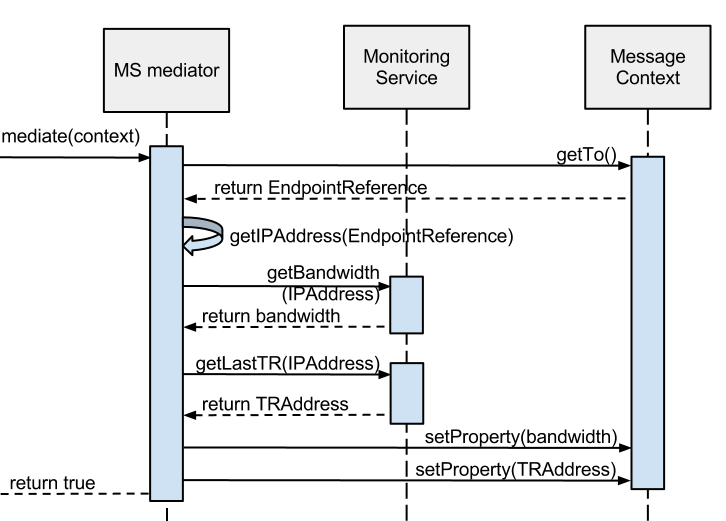 MS mediator
Monitoring
Service
Message
Context
mediate(context)
getTo()
return EndpointReference
getIPAddress(EndpointReference)
getBandwidth
(IPAddress)
return bandwidth
getLastTR(IPAddress)
return TRAddress
setProperty(bandwidth)
setProperty(TRAddress)
return true